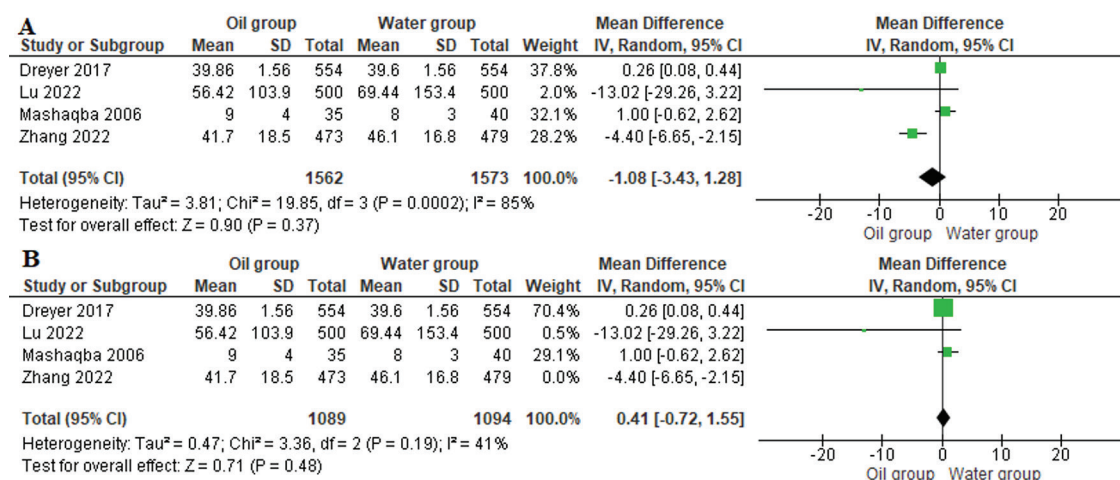 A
Oil group Water group Mean Difference Mean Difference
Study or Subgroup Mean SD Total Mean SD Total Weight IV, Random, 95% CI IV, Random, 95% CI
Dreyer 2017 39.86 1.56 554 39.6 1.56 554 37.8% 0.26 [0.08, 0.44]
Lu 2022 56.42 103.9 500 69.44 153.4 500 2.0% -13.02 [-29.26, 3.22]
Mashaqba 2006 9 4 35 8 3 40 32.1% 1.00 [-0.62, 2.62]
Zhang 2022 41.7 18.5 473 46.1 16.8 479 28.2% -4.40 [-6.65, -2.15]
Total (95% CI) 1562 1573 100.0% -1.08 [-3.43, 1.28]
Heterogeneity: Tau² = 3.81; Chi² = 19.85, df = 3 (P = 0.0002); I² = 85%
Test for overall effect: Z = 0.90 (P = 0.37)
-20 -10 0 10 20
Oil group Water group
B
Oil group Water group Mean Difference Mean Difference
Study or Subgroup Mean SD Total Mean SD Total Weight IV, Random, 95% CI IV, Random, 95% CI
Dreyer 2017 39.86 1.56 554 39.6 1.56 554 70.4% 0.26 [0.08, 0.44]
Lu 2022 56.42 103.9 500 69.44 153.4 500 0.5% -13.02 [-29.26, 3.22]
Mashaqba 2006 9 4 35 8 3 40 29.1% 1.00 [-0.62, 2.62]
Zhang 2022 41.7 18.5 473 46.1 16.8 479 0.0% -4.40 [-6.65, -2.15]
Total (95% CI) 1089 1094 100.0% 0.41 [-0.72, 1.55]
Heterogeneity: Tau² = 0.47; Chi² = 3.36, df = 2 (P = 0.19); I² = 41%
Test for overall effect: Z = 0.71 (P = 0.48)
-20 -10 0 10 20
Oil group Water group